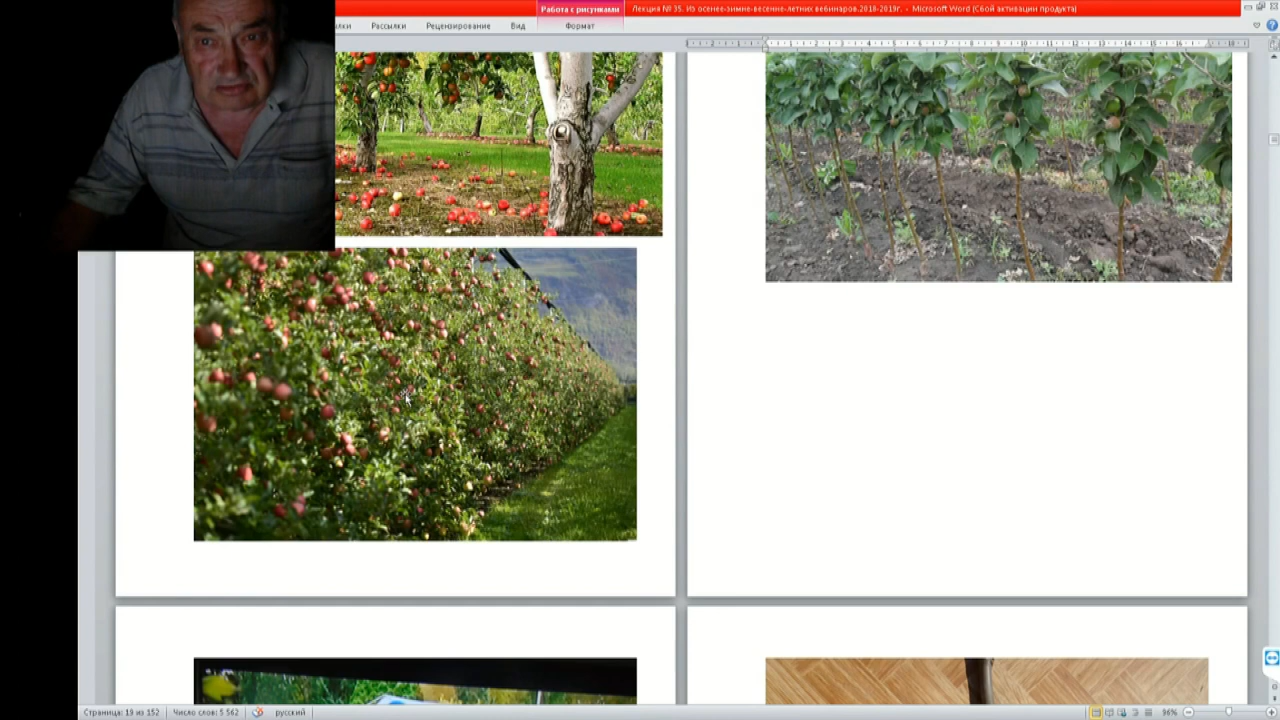 Работа с рисунками
Лекция № 35. Из осенее-зимне-весенне-летних вебинаров.2018-2019г. - Microsoft Word (Сбой активации продукта)
Рассылки Рецензирование Вид Формат
Страница: 19 из 152 Число слов: 5 562 русский 96%